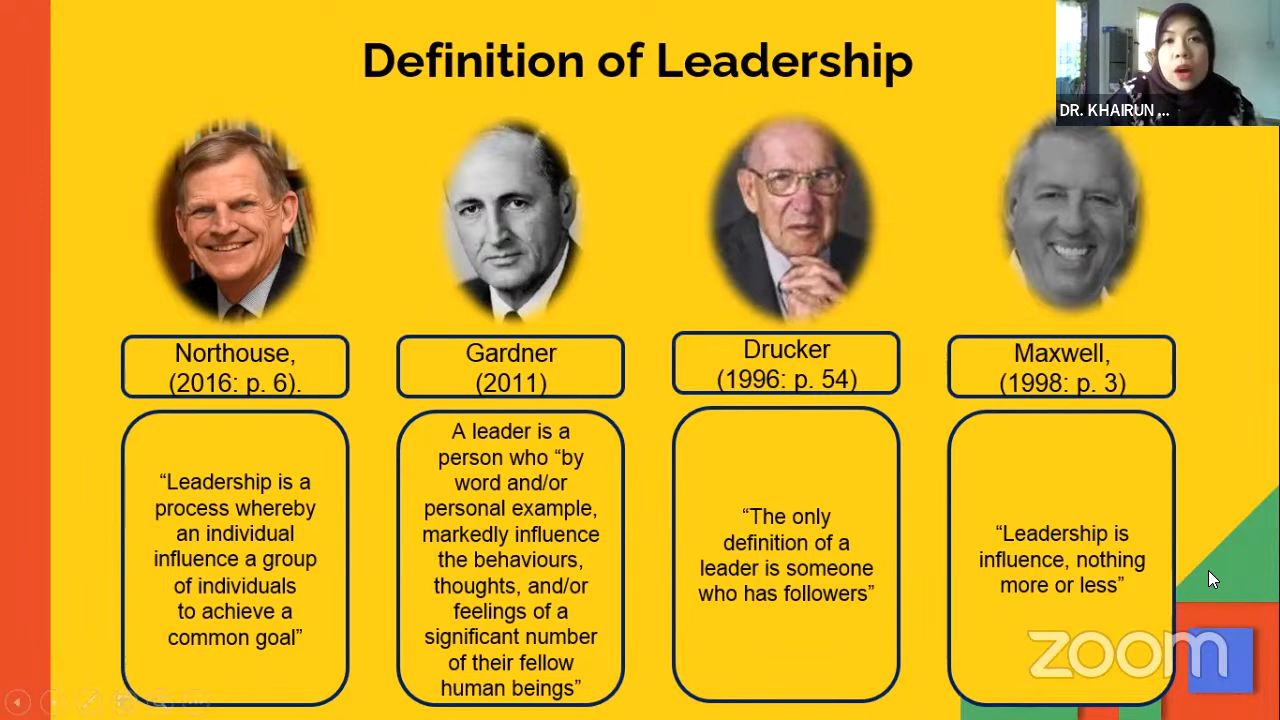 Definition of Leadership
DR. KHAIRUN ...
Northouse,
(2016: p. 6).
Gardner
(2011)
Drucker
(1996: p. 54)
Maxwell,
(1998: p. 3)
“Leadership is a
process whereby
an individual
influence a group
of individuals
to achieve a
common goal”
A leader is a
person who “by
word and/or
personal example,
markedly influence
the behaviours,
thoughts, and/or
feelings of a
significant number
of their fellow
human beings”
“The only
definition of a
leader is someone
who has followers”
“Leadership is
influence, nothing
more or less”
zoom